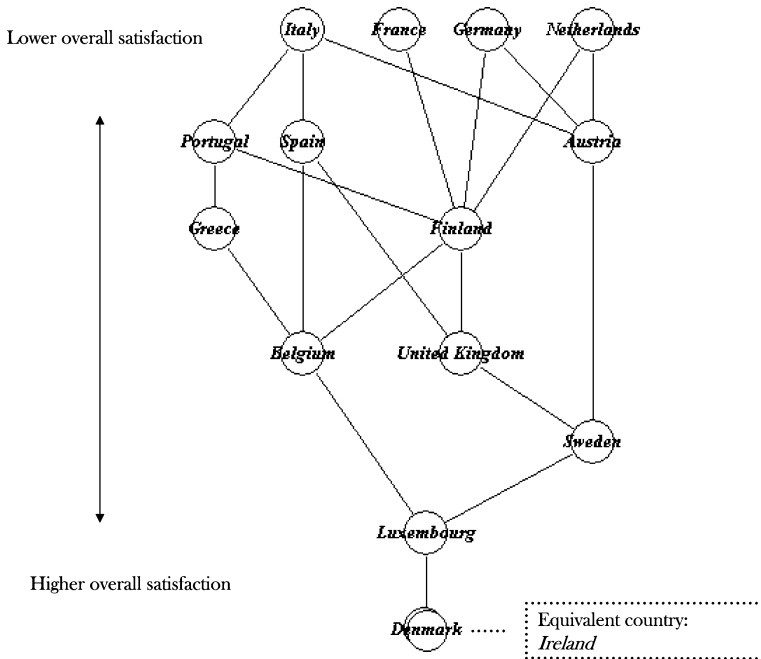 Italy France Germany Netherlands
Lower overall satisfaction
Portugal Spain Austria
Greece Finland
Belgium United Kingdom
Sweden
Luxembourg
Higher overall satisfaction
Denmark
Equivalent country:
Ireland